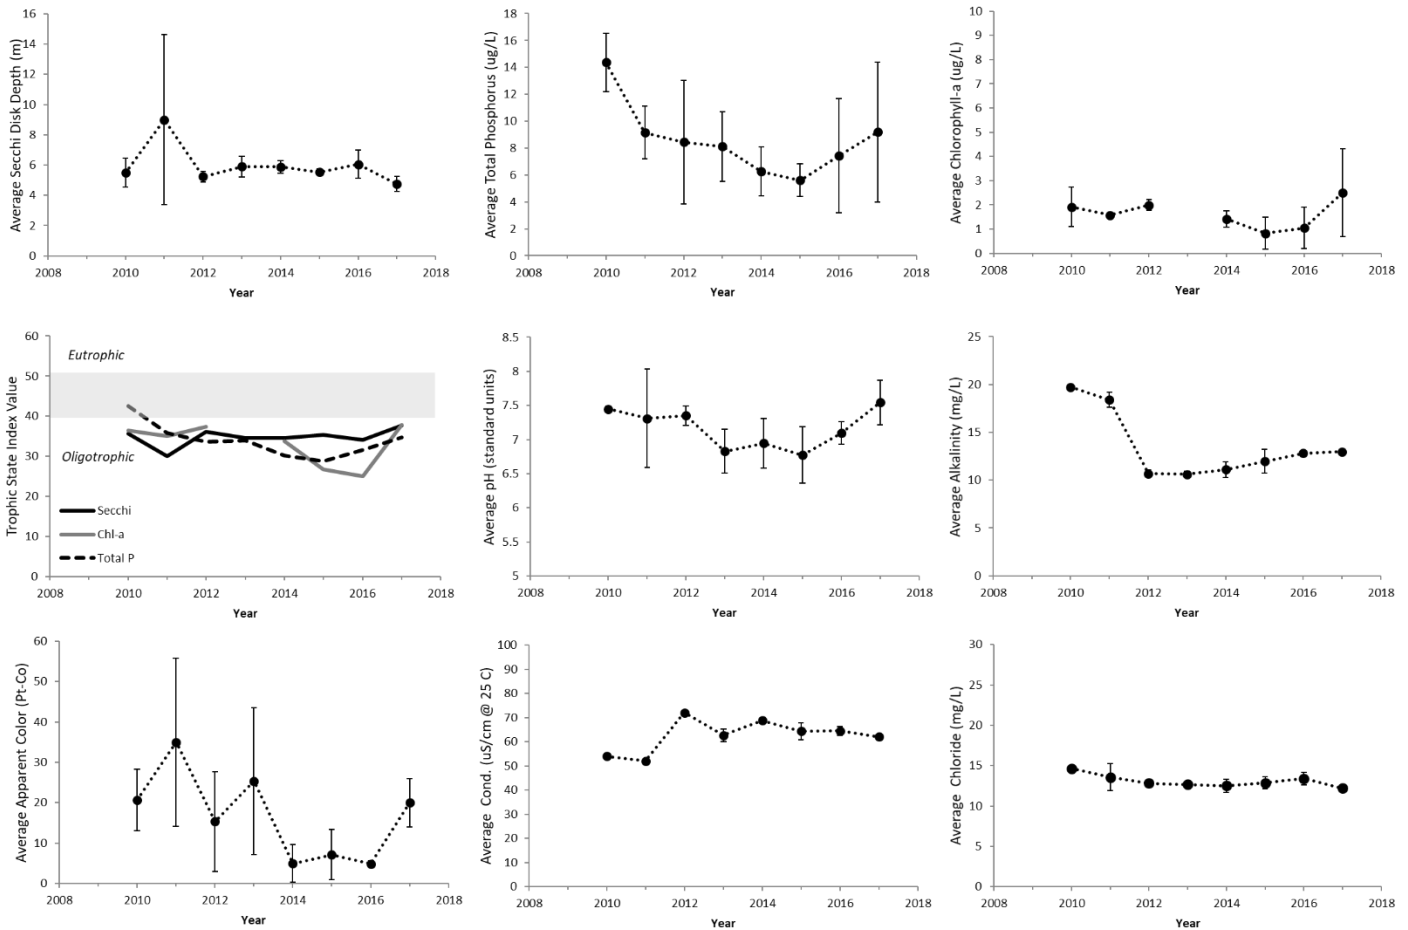 Average Secchi Disk Depth (m)
16
14
12
10
8
6
4
2
0
2008 2010 2012 2014 2016 2018
Year
Average Total Phosphorus (ug/L)
18
16
14
12
10
8
6
4
2
0
2008 2010 2012 2014 2016 2018
Year
Average Chlorophyll-a (ug/L)
10
9
8
7
6
5
4
3
2
1
0
2008 2010 2012 2014 2016 2018
Year
Trophic State Index Value
60
50
40
30
20
10
0
Eutrophic
Oligotrophic
Secchi
Chl-a
Total P
2008 2010 2012 2014 2016 2018
Year
Average pH (standard units)
8.5
8
7.5
7
6.5
6
5.5
5
2008 2010 2012 2014 2016 2018
Year
Average Alkalinity (mg/L)
25
20
15
10
5
0
2008 2010 2012 2014 2016 2018
Year
Average Apparent Color (Pt-Co)
60
50
40
30
20
10
0
2008 2010 2012 2014 2016 2018
Year
Average Cond. (uS/cm @ 25 C)
100
90
80
70
60
50
40
30
20
10
0
2008 2010 2012 2014 2016 2018
Year
Average Chloride (mg/L)
30
25
20
15
10
5
0
2008 2010 2012 2014 2016 2018
Year